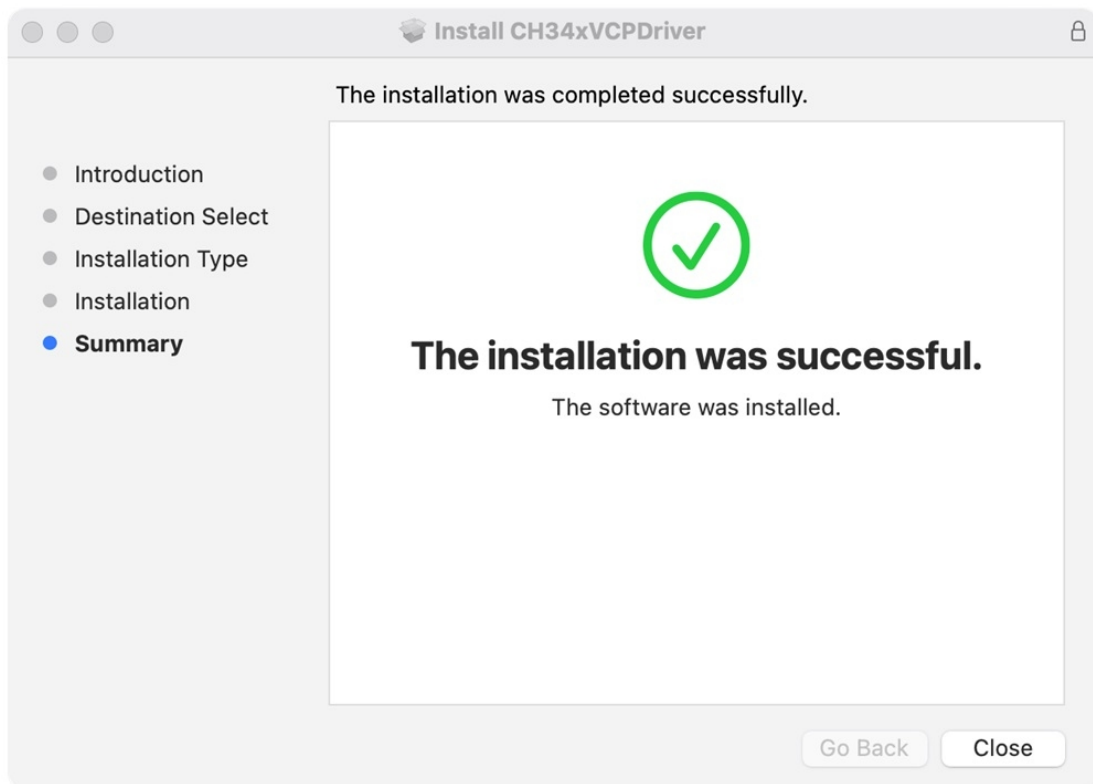 Install CH34xVCPDriver
The installation was completed successfully.
Introduction
Destination Select
Installation Type
Installation
Summary
The installation was successful.
The software was installed.
Go Back
Close